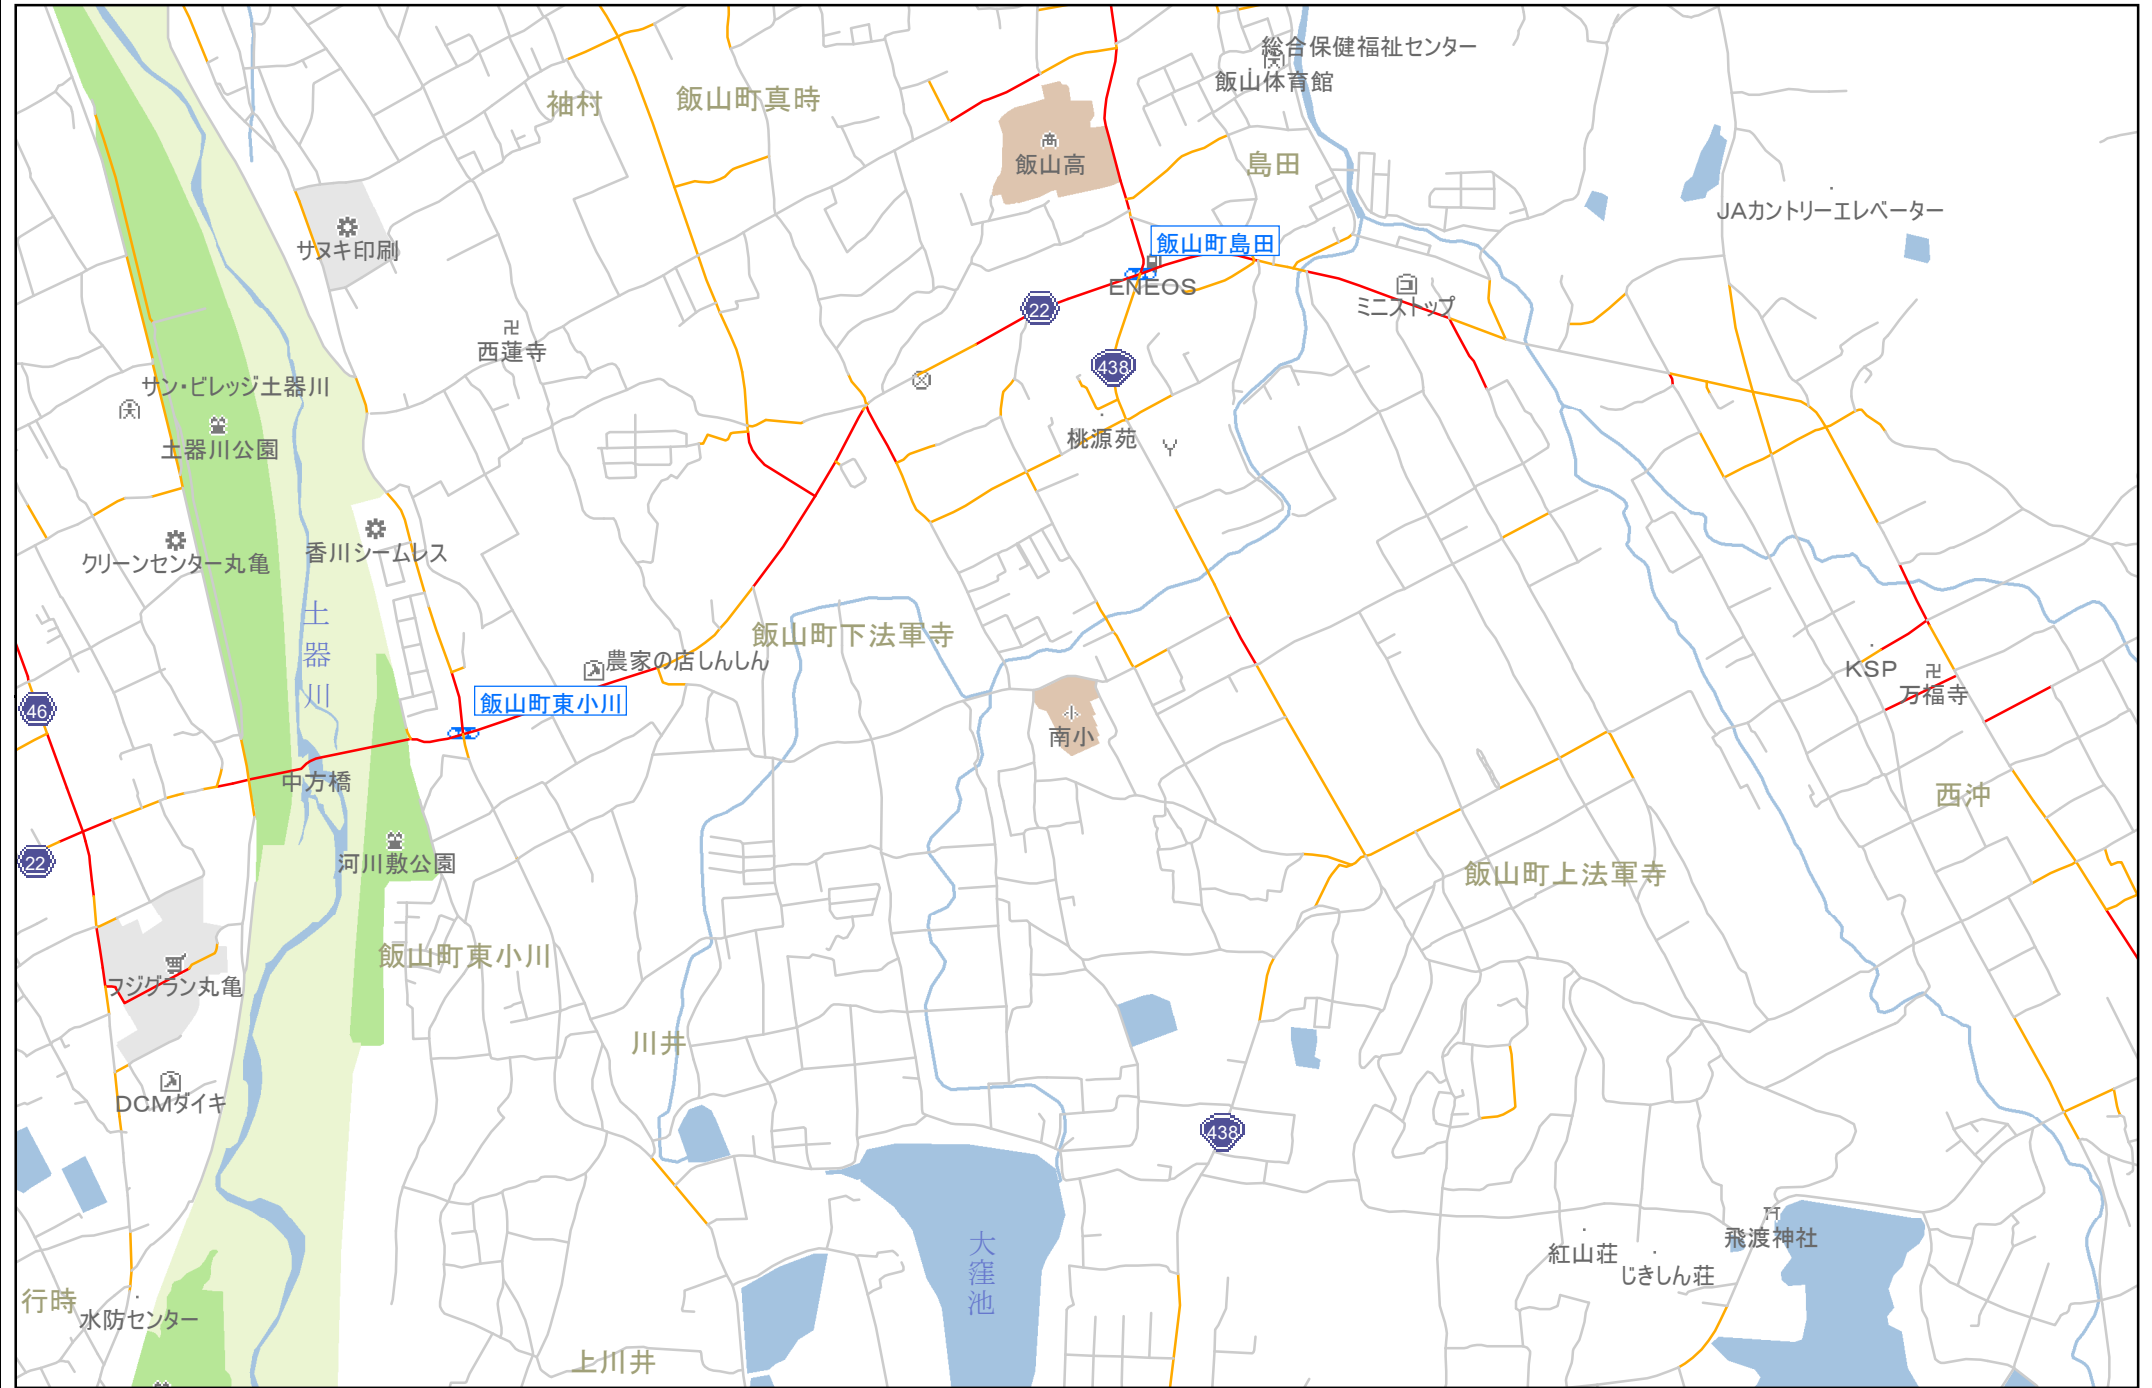 総合保健福祉センター
飯山体育館
袖村
飯山町真時
飯山高
島田
JAカントリーエレベーター
サヌキ印刷
飯山町島田
ENEOS
22
ミニストップ
西蓮寺
438
サン・ビレッジ土器川
土器川公園
桃源苑
クリーンセンター丸亀
香川シームレス
土器川
飯山町下法軍寺
農家の店しんしん
KSP
万福寺
飯山町東小川
46
南小
中方橋
西沖
22
河川敷公園
飯山町上法軍寺
飯山町東小川
フジグラン丸亀
川井
DCMダイキ
438
大窪池
飛渡神社
紅山荘
じきしん荘
行時
水防センター
上川井